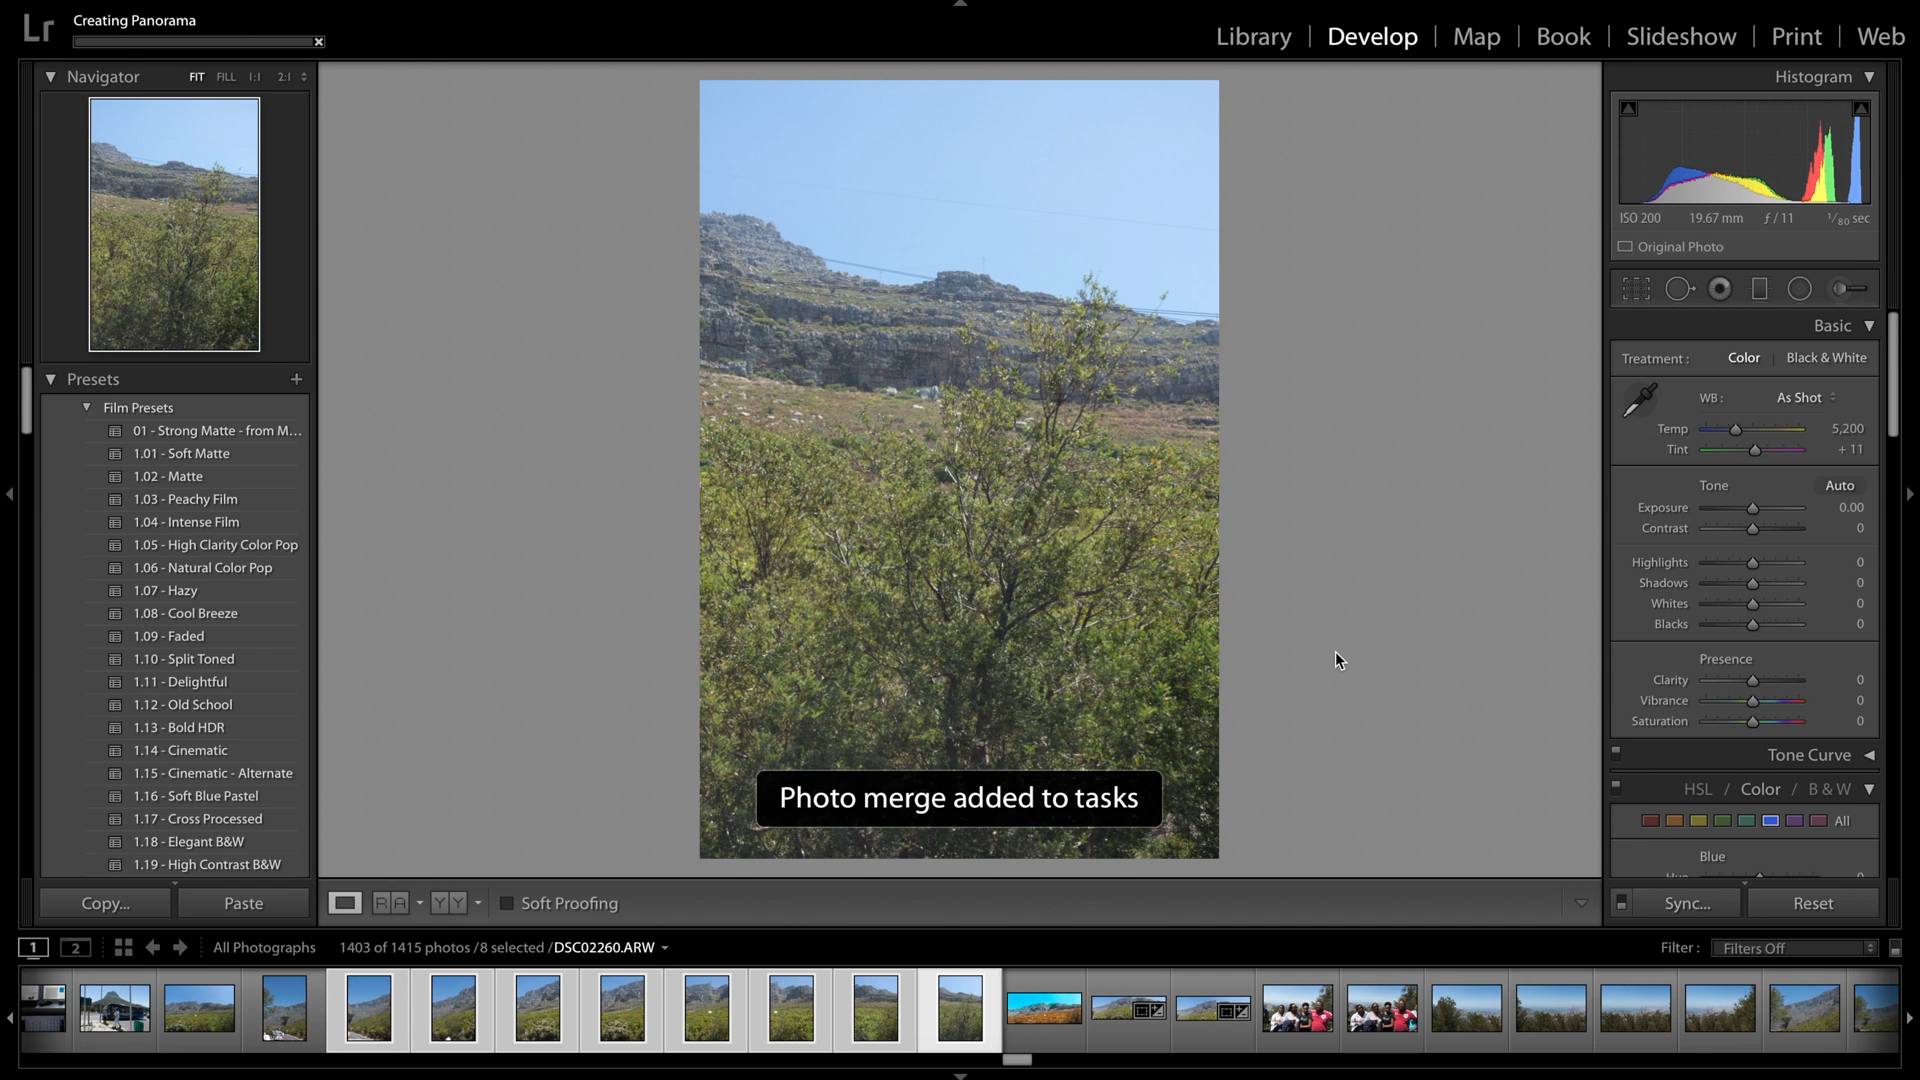 Lr
Creating Panorama
Library | Develop | Map | Book | Slideshow | Print | Web
Navigator FIT FILL 1:1 2:1
Presets +
Film Presets
01 - Strong Matte - from M...
1.01 - Soft Matte
1.02 - Matte
1.03 - Peachy Film
1.04 - Intense Film
1.05 - High Clarity Color Pop
1.06 - Natural Color Pop
1.07 - Hazy
1.08 - Cool Breeze
1.09 - Faded
1.10 - Split Toned
1.11 - Delightful
1.12 - Old School
1.13 - Bold HDR
1.14 - Cinematic
1.15 - Cinematic - Alternate
1.16 - Soft Blue Pastel
1.17 - Cross Processed
1.18 - Elegant B&W
1.19 - High Contrast B&W
Copy... Paste
Photo merge added to tasks
R A Y Y Soft Proofing
Histogram
ISO 200 19.67 mm ƒ / 11 1/80 sec
Original Photo
Basic
Treatment : Color | Black & White
WB : As Shot
Temp 5,200
Tint + 11
Tone Auto
Exposure 0.00
Contrast 0
Highlights 0
Shadows 0
Whites 0
Blacks 0
Presence
Clarity 0
Vibrance 0
Saturation 0
Tone Curve
HSL / Color / B & W
All
Blue
Hue 0
Sync... Reset
1 2 All Photographs 1403 of 1415 photos /8 selected /DSC02260.ARW Filter : Filters Off